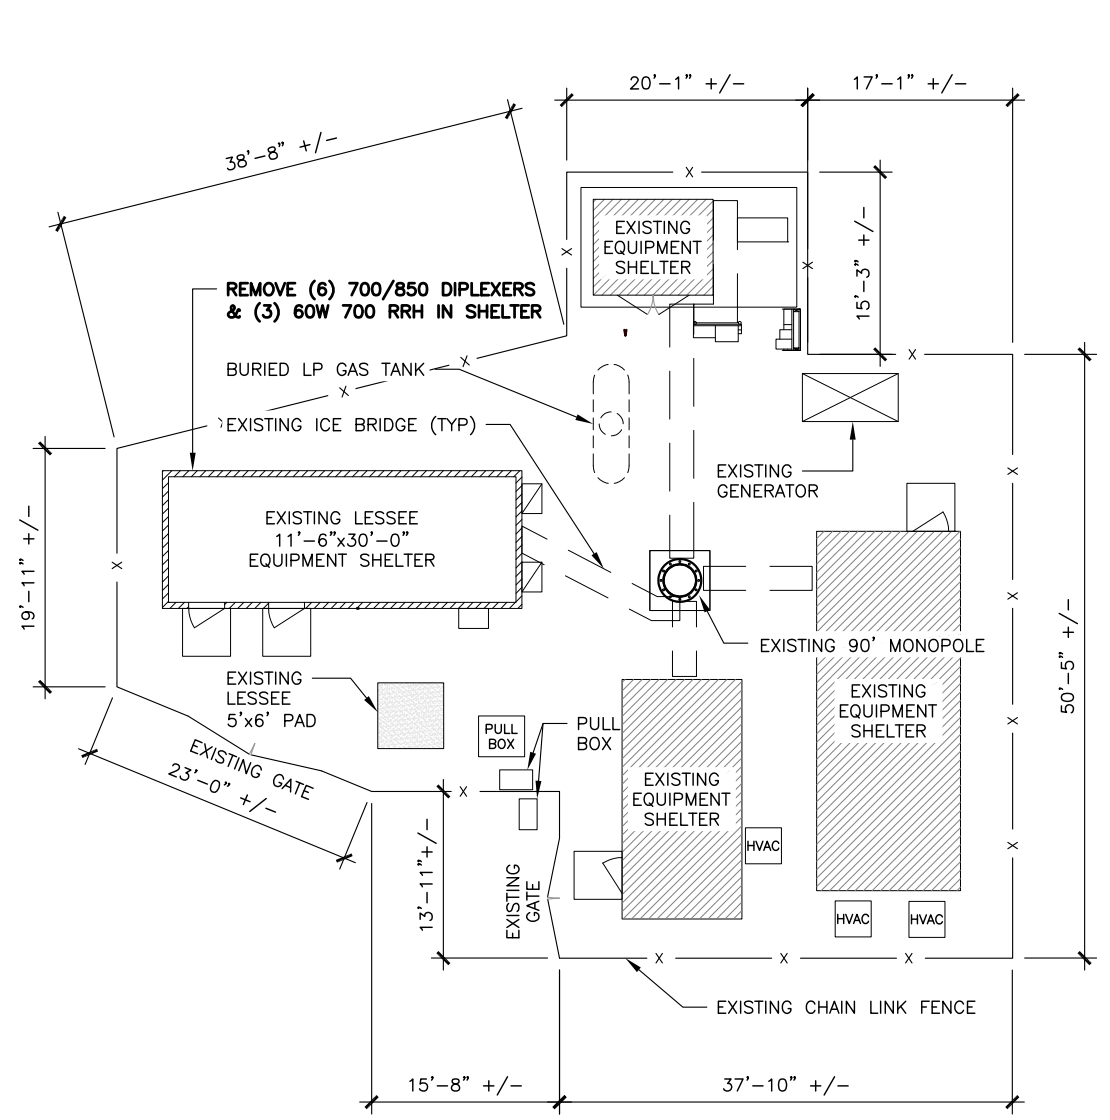 20'-1" +/-
17'-1" +/-
38'-8" +/-
X
EXISTING
EQUIPMENT
SHELTER
X
X
15'-3" +/-
REMOVE (6) 700/850 DIPLEXERS
& (3) 60W 700 RRH IN SHELTER
X
X
BURIED LP GAS TANK
X
EXISTING ICE BRIDGE (TYP)
EXISTING
GENERATOR
X
EXISTING LESSEE
11'-6"x30'-0"
EQUIPMENT SHELTER
19'-11" +/-
X
X
EXISTING 90' MONOPOLE
50'-5" +/-
EXISTING
LESSEE
5'x6' PAD
EXISTING
EQUIPMENT
SHELTER
X
PULL
BOX
PULL
BOX
EXISTING GATE
23'-0" +/-
X
EXISTING
EQUIPMENT
SHELTER
HVAC
X
13'-11"+/-
EXISTING
GATE
HVAC
HVAC
X
X
X
EXISTING CHAIN LINK FENCE
15'-8" +/-
37'-10" +/-